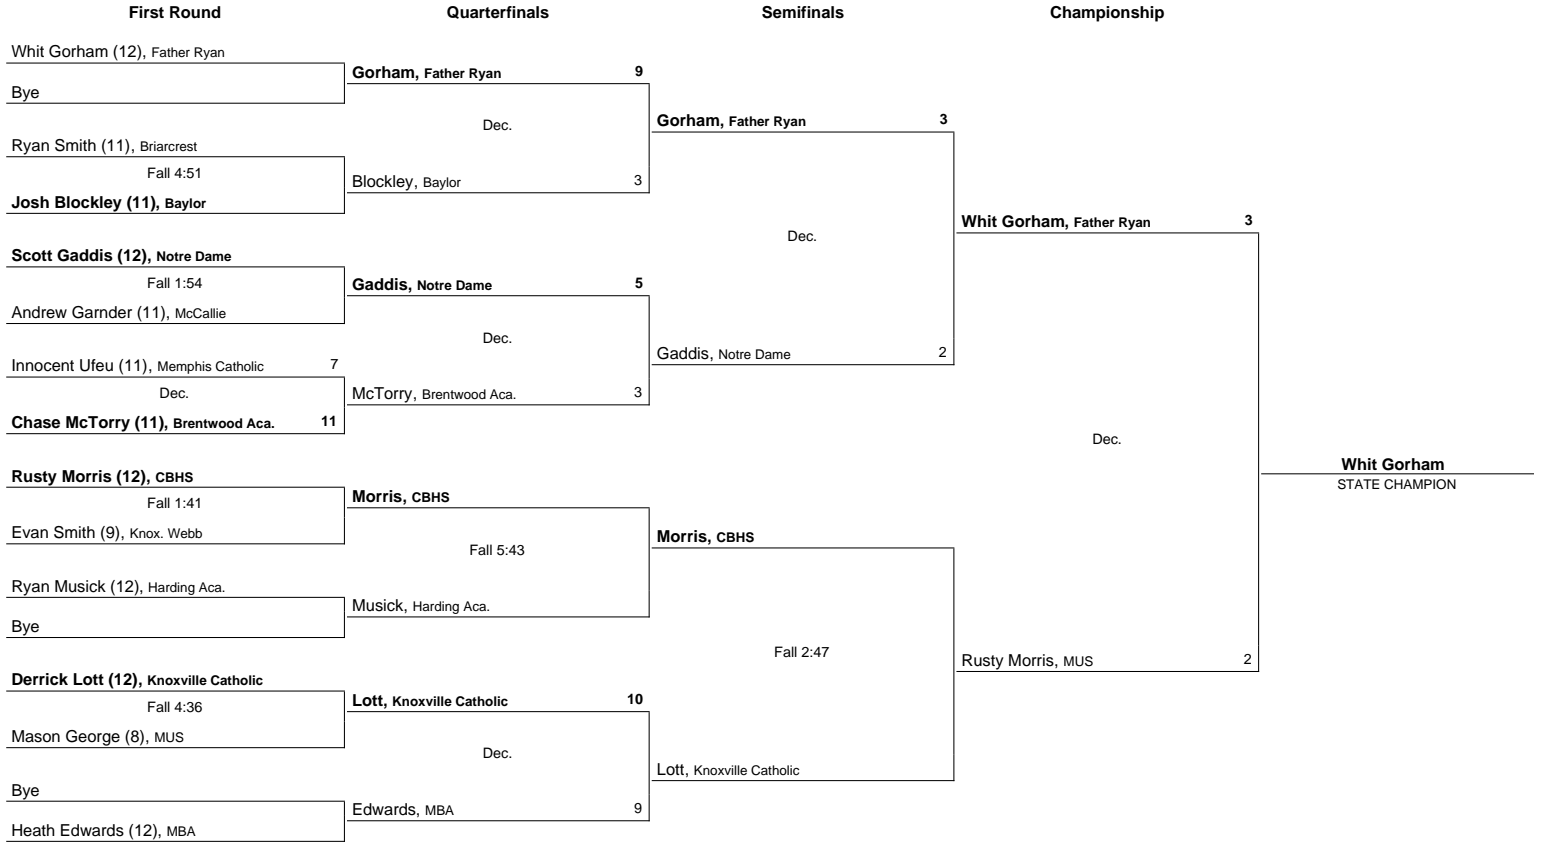 First Round
Quarterfinals
Semifinals
Championship
Whit Gorham (12), Father Ryan
Bye
Ryan Smith (11), Briarcrest
Fall 4:51
Josh Blockley (11), Baylor
Scott Gaddis (12), Notre Dame
Fall 1:54
Andrew Garnder (11), McCallie
Innocent Ufeu (11), Memphis Catholic 7
Dec.
Chase McTorry (11), Brentwood Aca. 11
Rusty Morris (12), CBHS
Fall 1:41
Evan Smith (9), Knox. Webb
Ryan Musick (12), Harding Aca.
Bye
Derrick Lott (12), Knoxville Catholic
Fall 4:36
Mason George (8), MUS
Bye
Heath Edwards (12), MBA
Gorham, Father Ryan 9
Dec.
Blockley, Baylor 3
Gaddis, Notre Dame 5
Dec.
McTorry, Brentwood Aca. 3
Morris, CBHS
Fall 5:43
Musick, Harding Aca.
Lott, Knoxville Catholic 10
Dec.
Edwards, MBA 9
Gorham, Father Ryan 3
Dec.
Gaddis, Notre Dame 2
Morris, CBHS
Fall 2:47
Lott, Knoxville Catholic
Whit Gorham, Father Ryan 3
Dec.
Rusty Morris, MUS 2
Whit Gorham
STATE CHAMPION